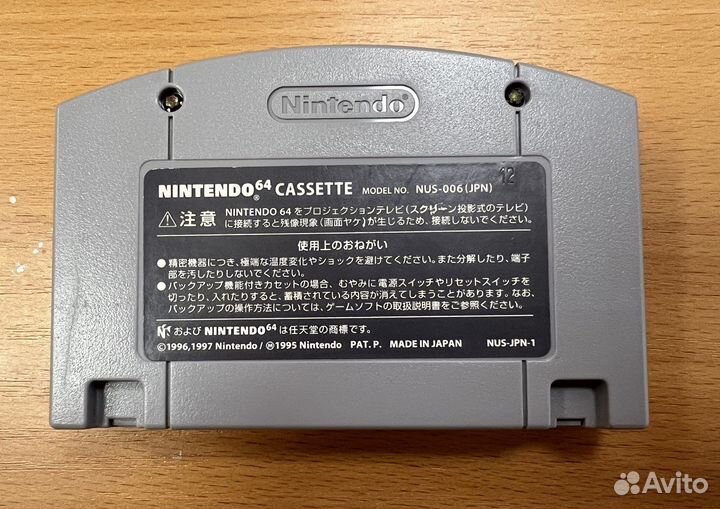 Nintendo®
12
NINTENDO64® CASSETTE MODEL NO. NUS-006(JPN)
⚠注意 NINTENDO 64 をプロジェクションテレビ(スクリーン投影式のテレビ)
に接続すると残像現象(画面ヤケ)が生じるため、接続しないでください。
使用上のおねがい
●精密機器につき、極端な温度変化やショックを避けてください。また分解したり、端子
部を汚したりしないでください。
●バックアップ機能付きカセットの場合、むやみに電源スイッチやリセットスイッチを
切ったり、入れたりすると、蓄積されている内容が消えてしまうことがあります。なお、
バックアップの操作方法については、ゲームソフトの取扱説明書をご参照ください。
および NINTENDO64 は任天堂の商標です。
©1996,1997 Nintendo/Ⓜ1995 Nintendo PAT. P. MADE IN JAPAN NUS-JPN-1
Avito